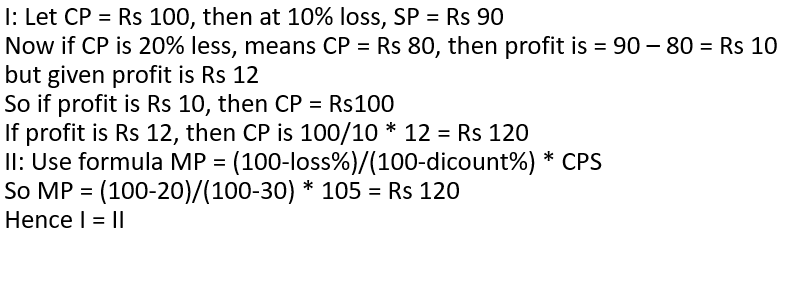 I: Let CP = Rs 100, then at 10% loss, SP = Rs 90
Now if CP is 20% less, means CP = Rs 80, then profit is = 90 – 80 = Rs 10
but given profit is Rs 12
So if profit is Rs 10, then CP = Rs100
If profit is Rs 12, then CP is 100/10 * 12 = Rs 120
II: Use formula MP = (100-loss%)/(100-dicount%) * CPS
So MP = (100-20)/(100-30) * 105 = Rs 120
Hence I = II